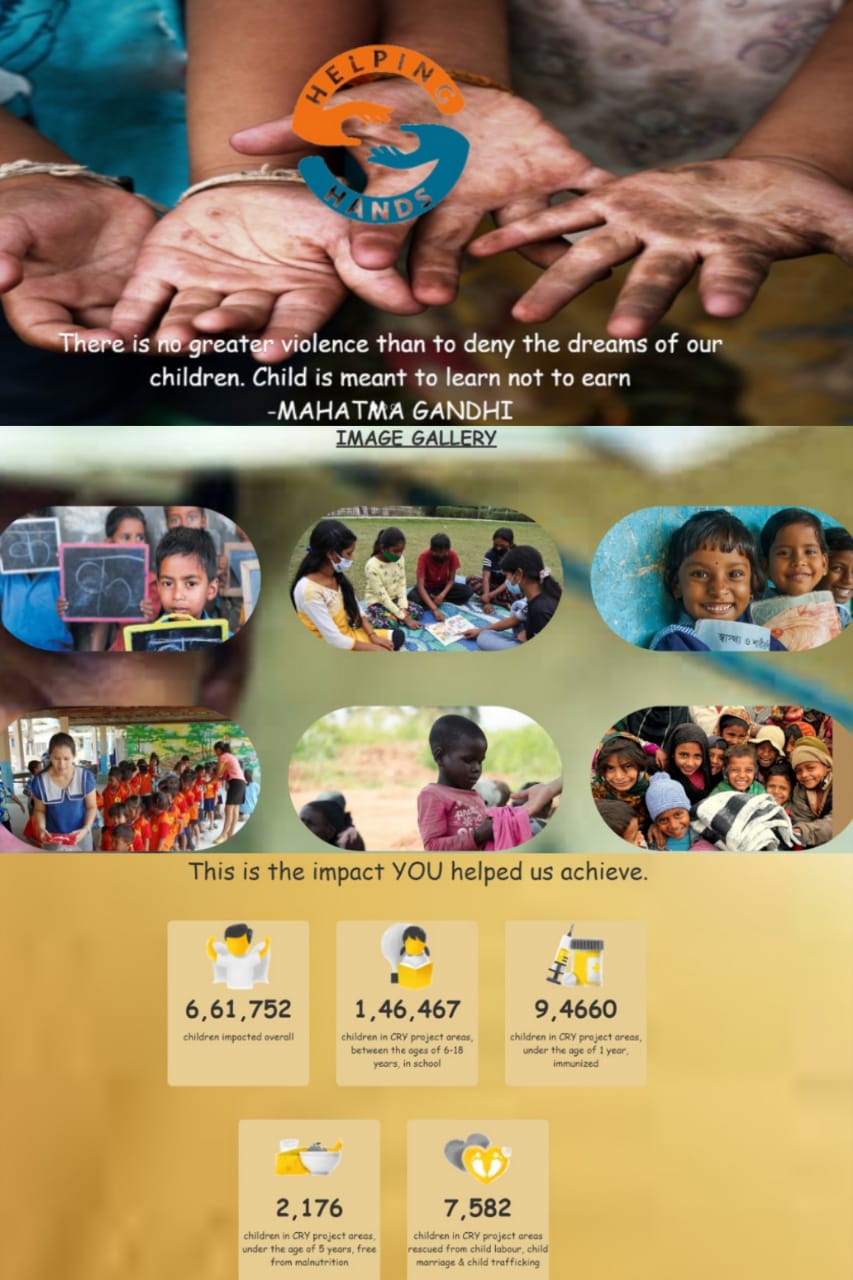 HELPING
HANDS
There is no greater violence than to deny the dreams of our
children. Child is meant to learn not to earn
-MAHATMA GANDHI
IMAGE GALLERY
This is the impact YOU helped us achieve.
6,61,752
children impacted overall
1,46,467
children in CRY project areas,
between the ages of 6-18
years, in school
9,4660
children in CRY project areas,
under the age of 1 year,
immunized
2,176
children in CRY project areas,
under the age of 5 years, free
from malnutrition
7,582
children in CRY project areas
rescued from child labour, child
marriage & child trafficking